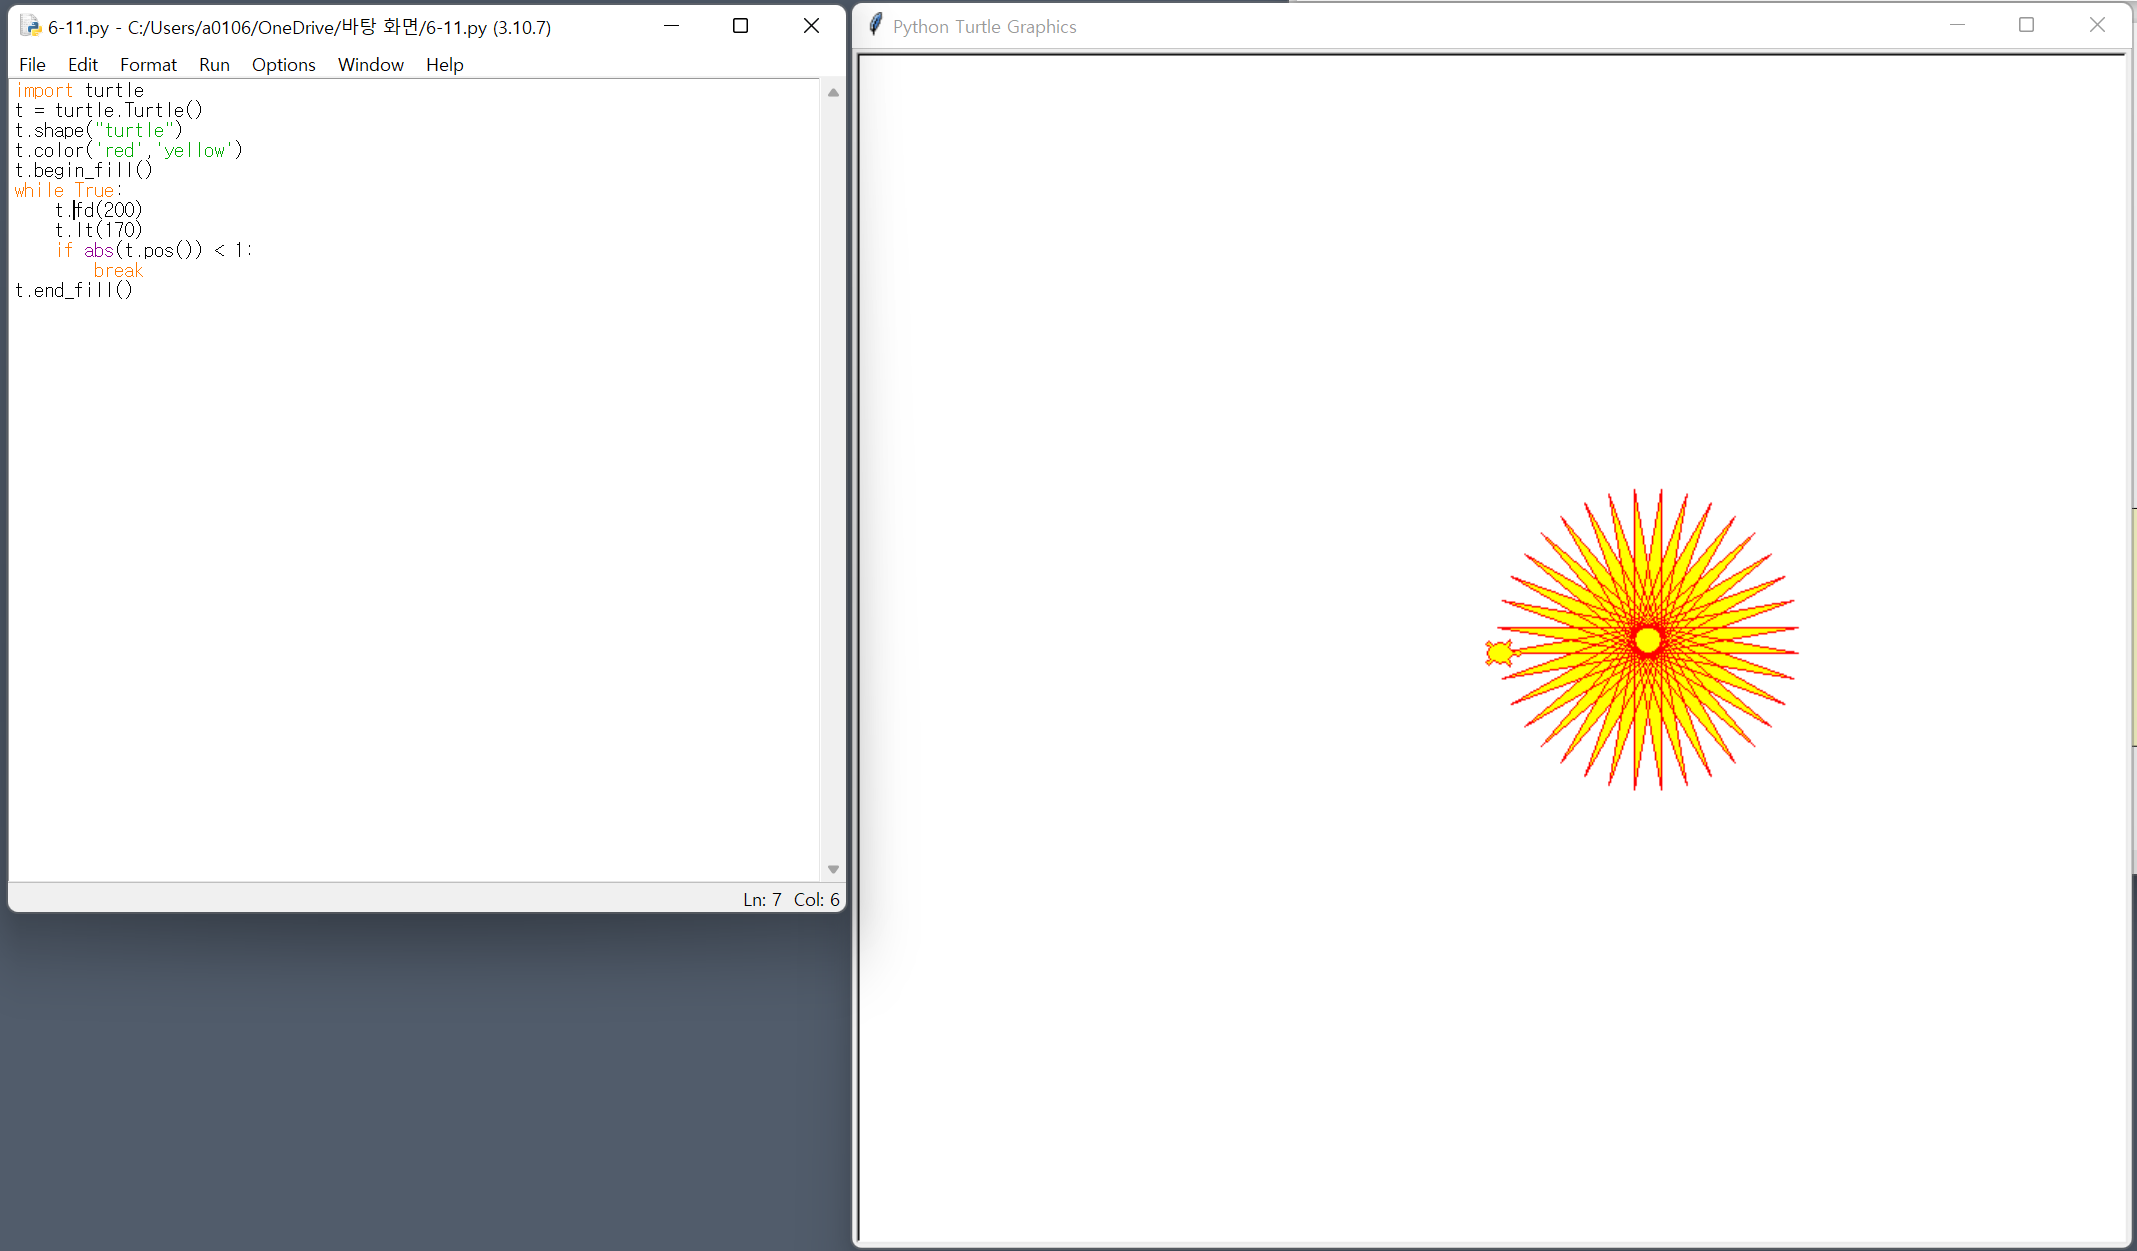 6-11.py - C:/Users/a0106/OneDrive/바탕 화면/6-11.py (3.10.7)
File Edit Format Run Options Window Help
import turtle
t = turtle.Turtle()
t.shape("turtle")
t.color('red','yellow')
t.begin_fill()
while True:
    t.fd(200)
    t.lt(170)
    if abs(t.pos()) < 1:
        break
t.end_fill()
Ln: 7 Col: 6
Python Turtle Graphics